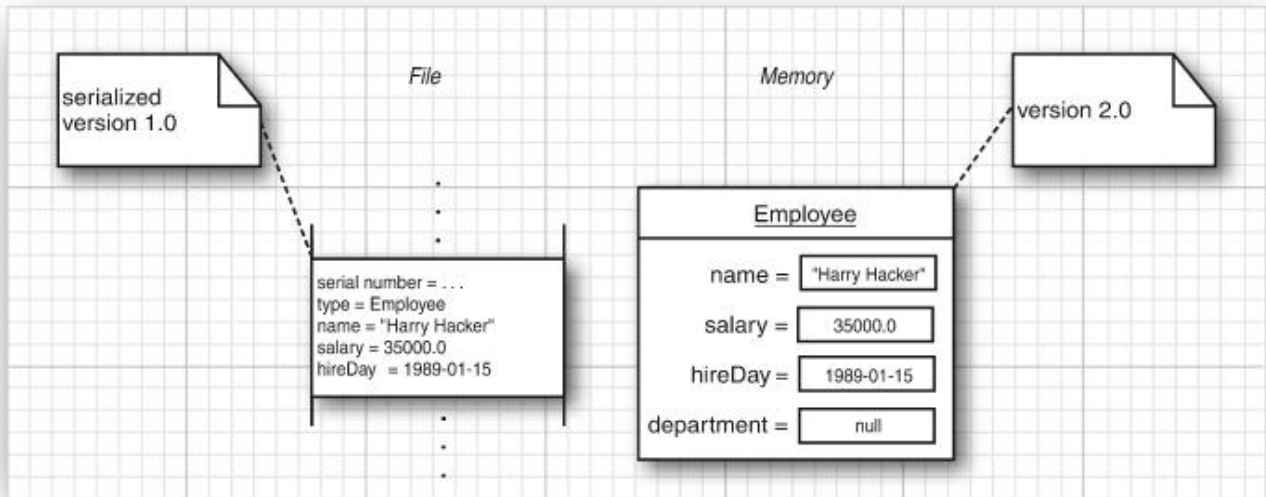 File
Memory
serialized
version 1.0
version 2.0
serial number = . . .
type = Employee
name = "Harry Hacker"
salary = 35000.0
hireDay = 1989-01-15
Employee
name = "Harry Hacker"
salary = 35000.0
hireDay = 1989-01-15
department = null